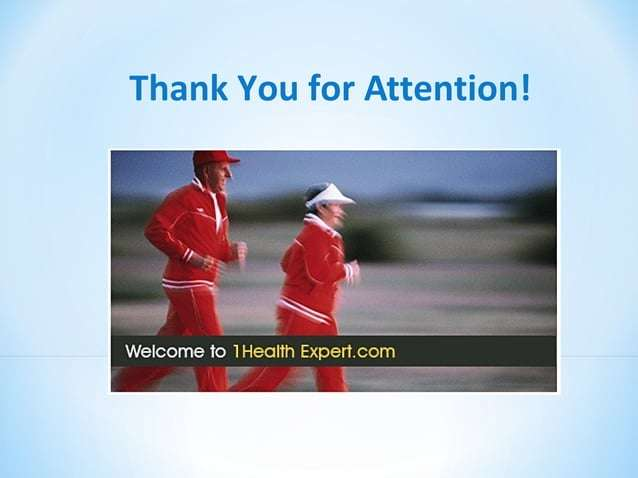 Thank You for Attention!
Welcome to 1Health Expert.com